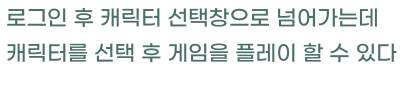 로그인 후 캐릭터 선택창으로 넘어가는데
캐릭터를 선택 후 게임을 플레이 할 수 있다